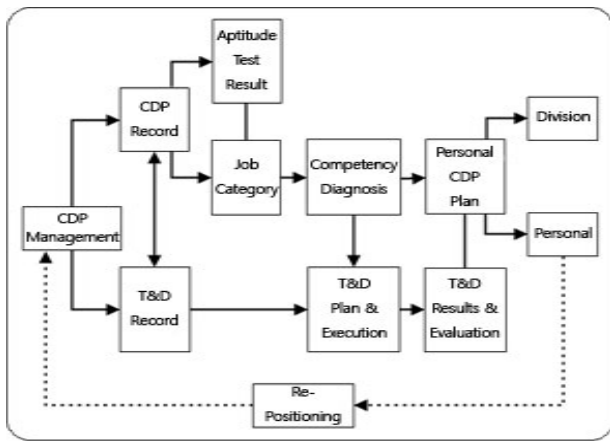 Aptitude
Test
Result
CDP
Record
Job
Category
Competency
Diagnosis
Personal
CDP
Plan
Division
Personal
CDP
Management
T&D
Record
T&D
Plan &
Execution
T&D
Results &
Evaluation
Re-
Positioning